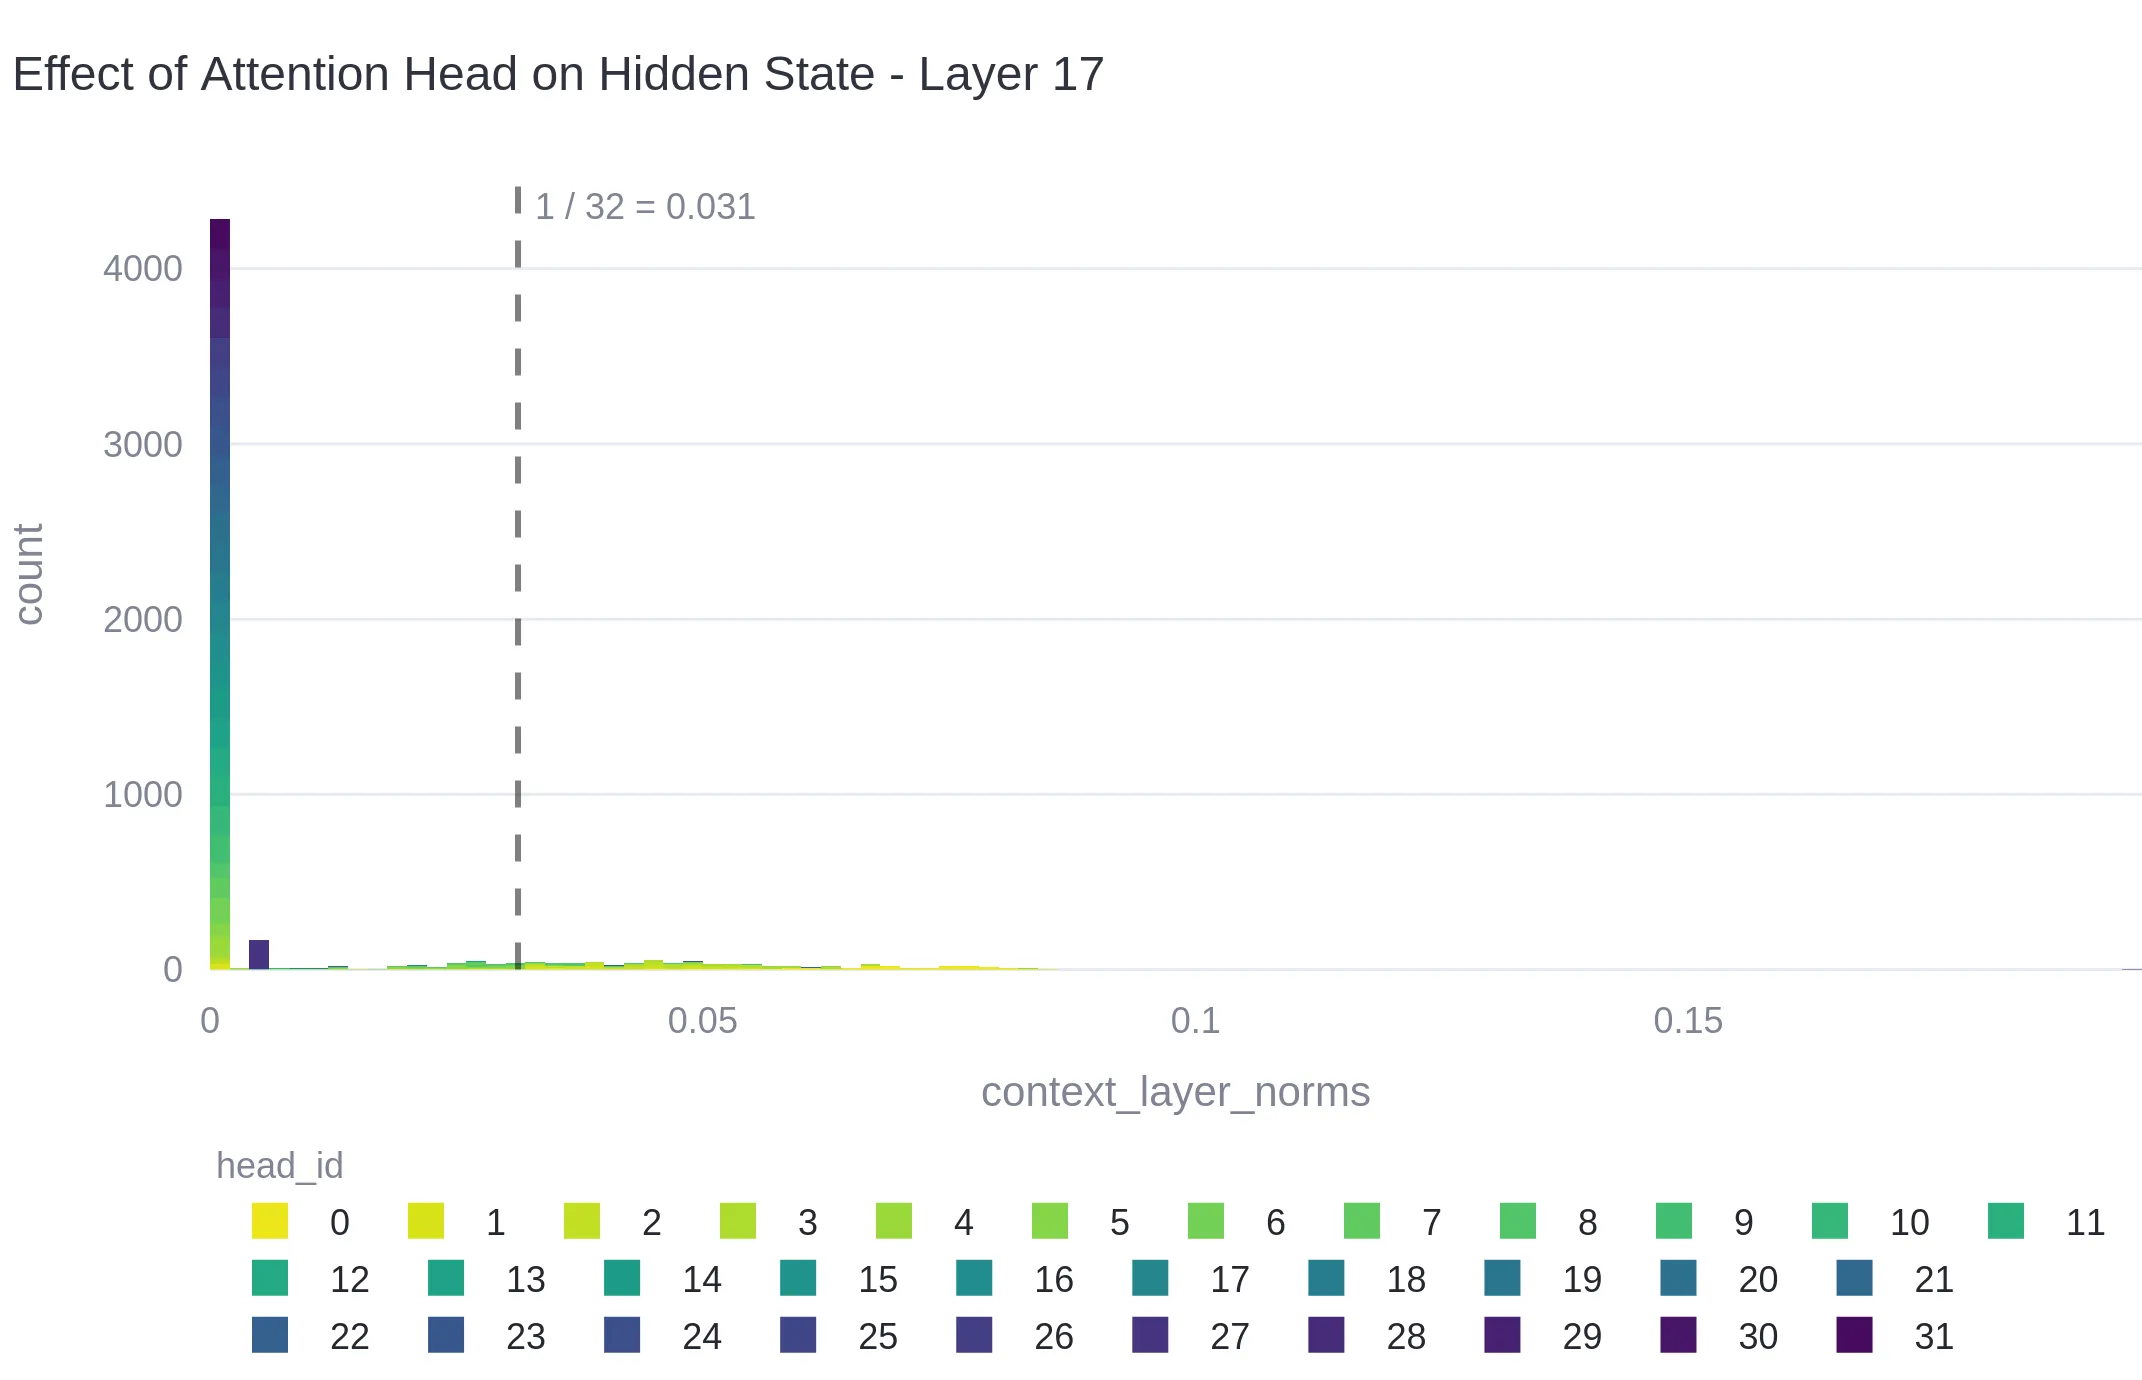 Effect of Attention Head on Hidden State - Layer 17
1 / 32 = 0.031
4000
3000
2000
1000
0
count
0 0.05 0.1 0.15
context_layer_norms
head_id
0 1 2 3 4 5 6 7 8 9 10 11
12 13 14 15 16 17 18 19 20 21
22 23 24 25 26 27 28 29 30 31